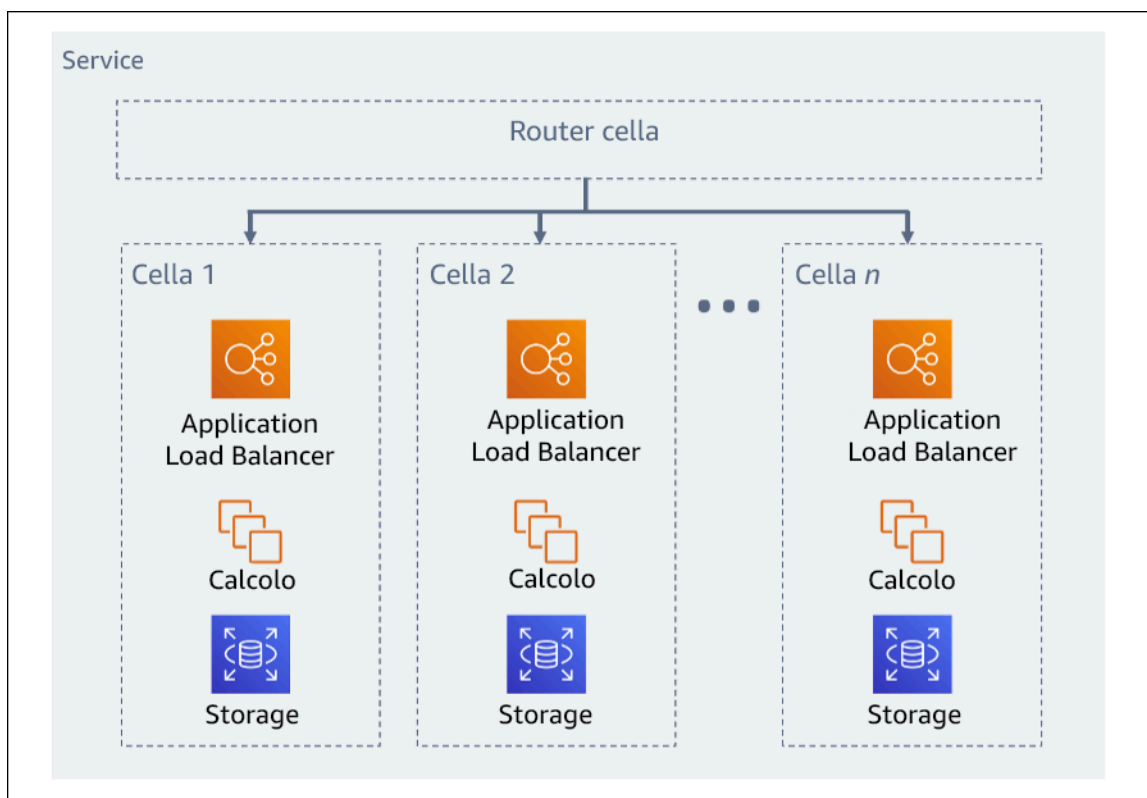 Service
Router cella
Cella 1
Application
Load Balancer
Calcolo
Storage
Cella 2
Application
Load Balancer
Calcolo
Storage
Cella n
Application
Load Balancer
Calcolo
Storage